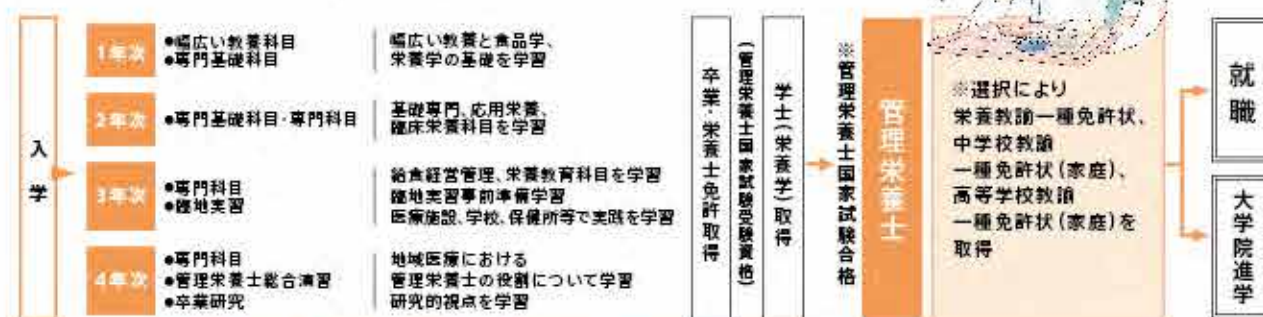 入学
1年次
●幅広い教養科目
●専門基礎科目
幅広い教養と食品学、
栄養学の基礎を学習
2年次
●専門基礎科目・専門科目
基礎専門、応用栄養、
臨床栄養科目を学習
3年次
●専門科目
●臨地実習
給食経営管理、栄養教育科目を学習
臨地実習事前準備学習
医療施設、学校、保健所等で実践を学習
4年次
●専門科目
●管理栄養士総合演習
●卒業研究
地域医療における
管理栄養士の役割について学習
研究的視点を学習
卒業・栄養士免許取得
(管理栄養士国家試験受験資格)
学士(栄養学)取得
※管理栄養士国家試験合格
管理栄養士
※選択により
栄養教諭一種免許状、
中学校教諭
一種免許状(家庭)、
高等学校教諭
一種免許状(家庭)を
取得
就職
大学院進学